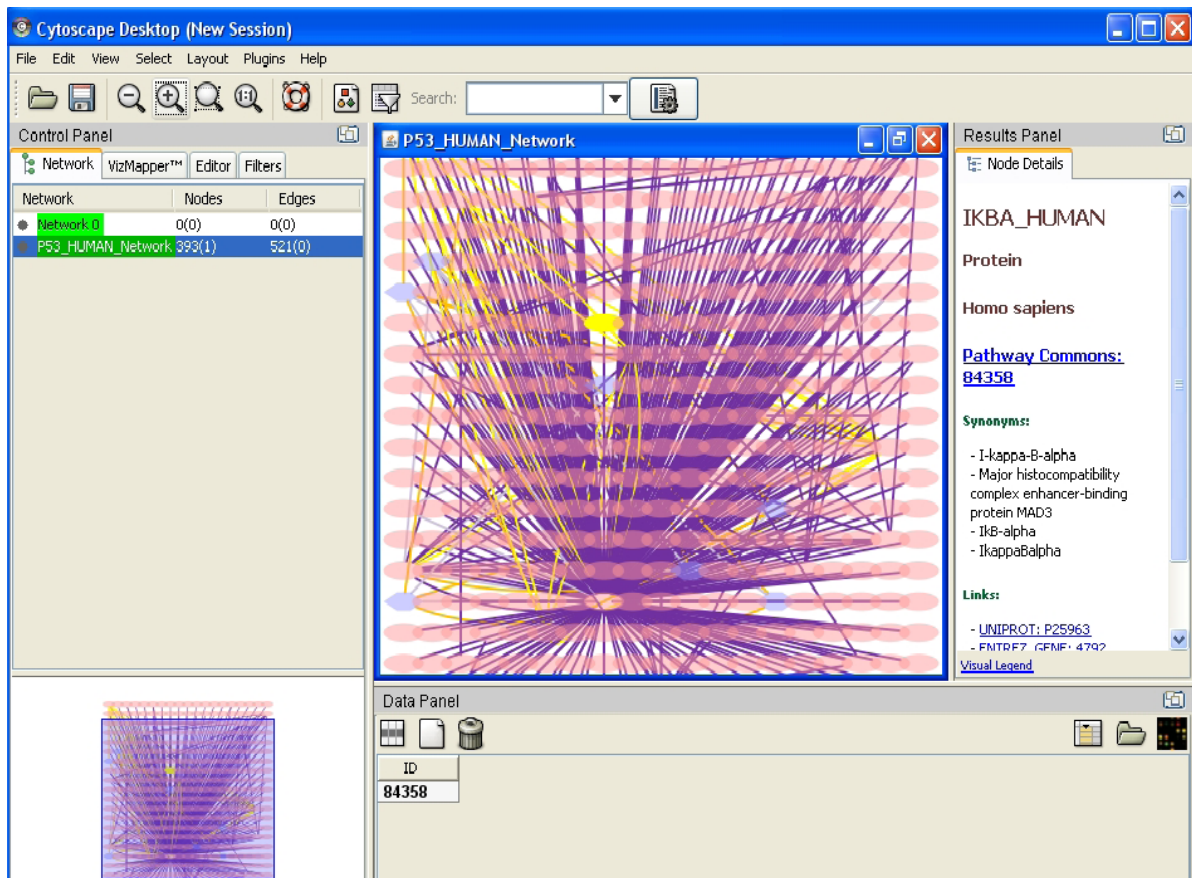 Cytoscape Desktop (New Session)
File Edit View Select Layout Plugins Help
Search:
Control Panel
Network VizMapper™ Editor Filters
Network Nodes Edges
Network 0 0(0) 0(0)
P53_HUMAN_Network 393(1) 521(0)
P53_HUMAN_Network
Results Panel
Node Details
IKBA_HUMAN
Protein
Homo sapiens
Pathway Commons:
84358
Synonyms:
- I-kappa-B-alpha
- Major histocompatibility
complex enhancer-binding
protein MAD3
- IkB-alpha
- IkappaBalpha
Links:
- UNIPROT: P25963
- ENTREZ_GENE: 4792
Visual Legend
Data Panel
ID
84358